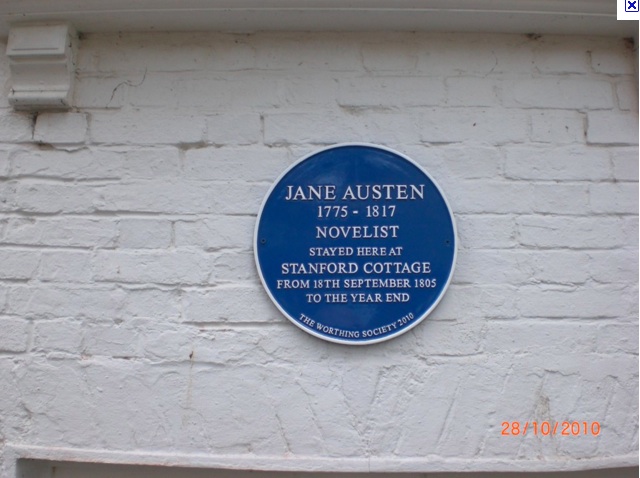 JANE AUSTEN
1775 - 1817
NOVELIST
STAYED HERE AT
STANFORD COTTAGE
FROM 18TH SEPTEMBER 1805
TO THE YEAR END
THE WORTHING SOCIETY 2010
28/10/2010